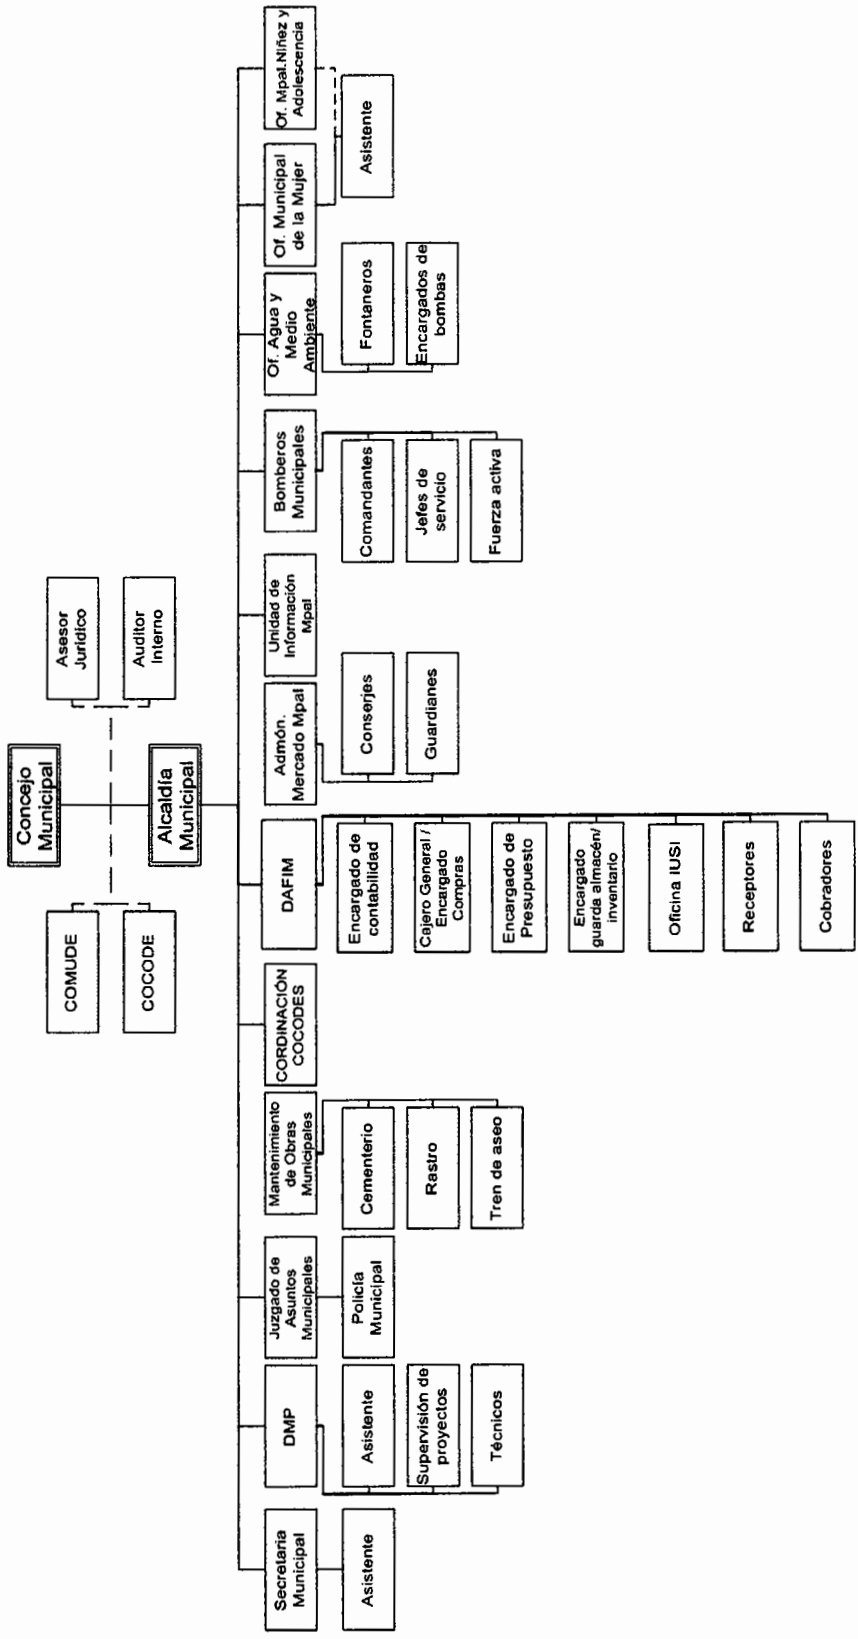 Concejo
Municipal
Asesor
Jurídico
Auditor
Interno
COMUDE
COCODE
Alcaldía
Municipal
Secretaria
Municipal
Asistente
DMP
Asistente
Supervisión de
proyectos
Técnicos
Juzgado de
Asuntos
Municipales
Policía
Municipal
Mantenimiento
de Obras
Municipales
Cementerio
Rastro
Tren de aseo
CORDINACIÓN
COCODES
DAFIM
Encargado de
contabilidad
Cajero General /
Encargado
Compras
Encargado de
Presupuesto
Encargado
guarda almacén/
inventario
Oficina IUSI
Receptores
Cobradores
Admón.
Mercado Mpal
Conserjes
Guardianes
Unidad de
Información
Mpal
Bomberos
Municipales
Comandantes
Jefes de
servicio
Fuerza activa
Of. Agua y
Medio
Ambiente
Fontaneros
Encargados de
bombas
Of. Municipal
de la Mujer
Of. Mpal.Niñez y
Adolescencia
Asistente